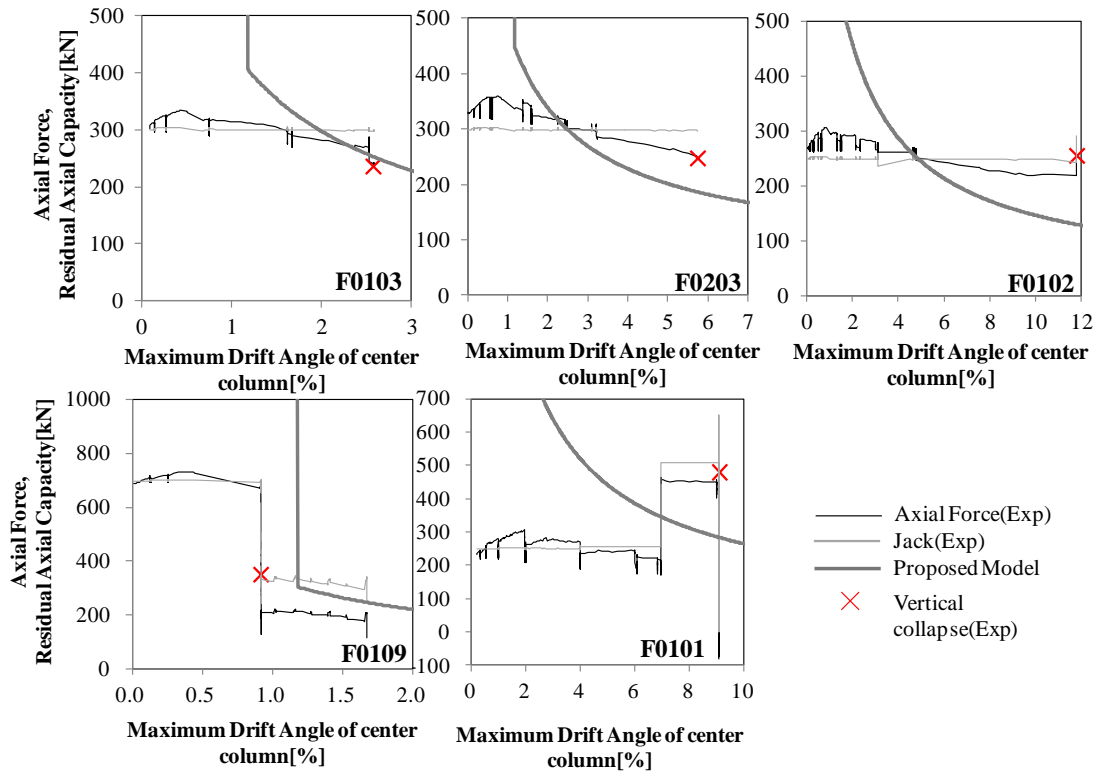 Axial Force,
Residual Axial Capacity[kN]
500
400
300
200
100
0
0 1 2 3
F0103
Maximum Drift Angle of center
column[%]
500
400
300
200
100
0
0 1 2 3 4 5 6 7
F0203
Maximum Drift Angle of center
column[%]
500
400
300
200
100
0
0 2 4 6 8 10 12
F0102
Maximum Drift Angle of center
column[%]
Axial Force,
Residual Axial Capacity[kN]
1000
800
600
400
200
0
0.0 0.5 1.0 1.5 2.0
F0109
Maximum Drift Angle of center
column[%]
700
600
500
400
300
200
100
0
-100
0 2 4 6 8 10
F0101
Maximum Drift Angle of center
column[%]
Axial Force(Exp)
Jack(Exp)
Proposed Model
Vertical
collapse(Exp)